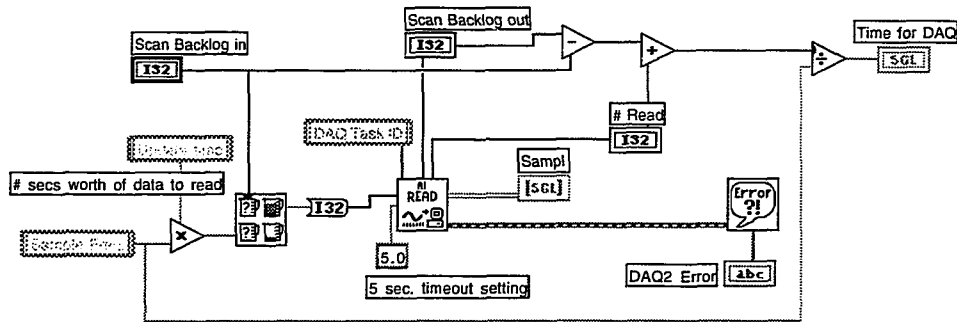 Scan Backlog out
Scan Backlog in
I32
I32
Time for DAQ
SGL
# Read
I32
DAQ Task ID
Sampl
[SGL]
# secs worth of data to read
I32
AI
READ
Error
?!
5.0
5 sec. timeout setting
DAQ2 Error
abc